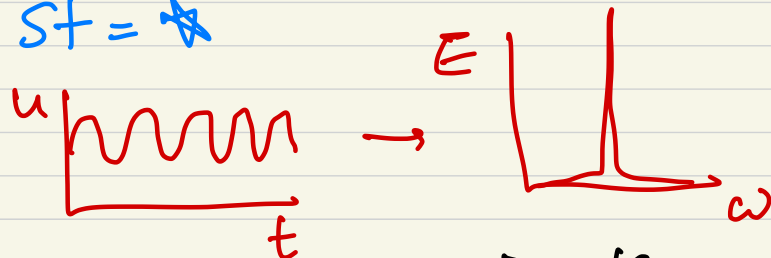 St =
E
u
→
ω
t